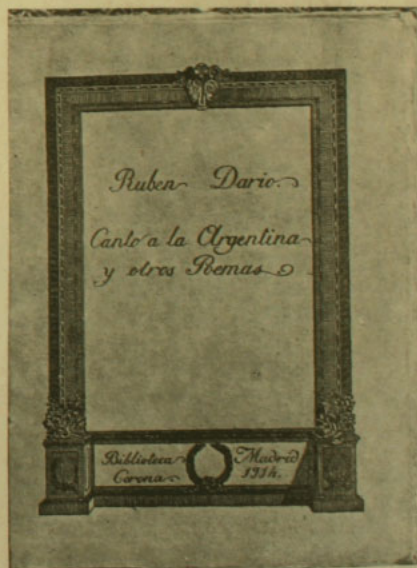 Ruben Dario.
Canto a la Argentina
y otros Poemas
Biblioteca
Corona
Madrid
1914.